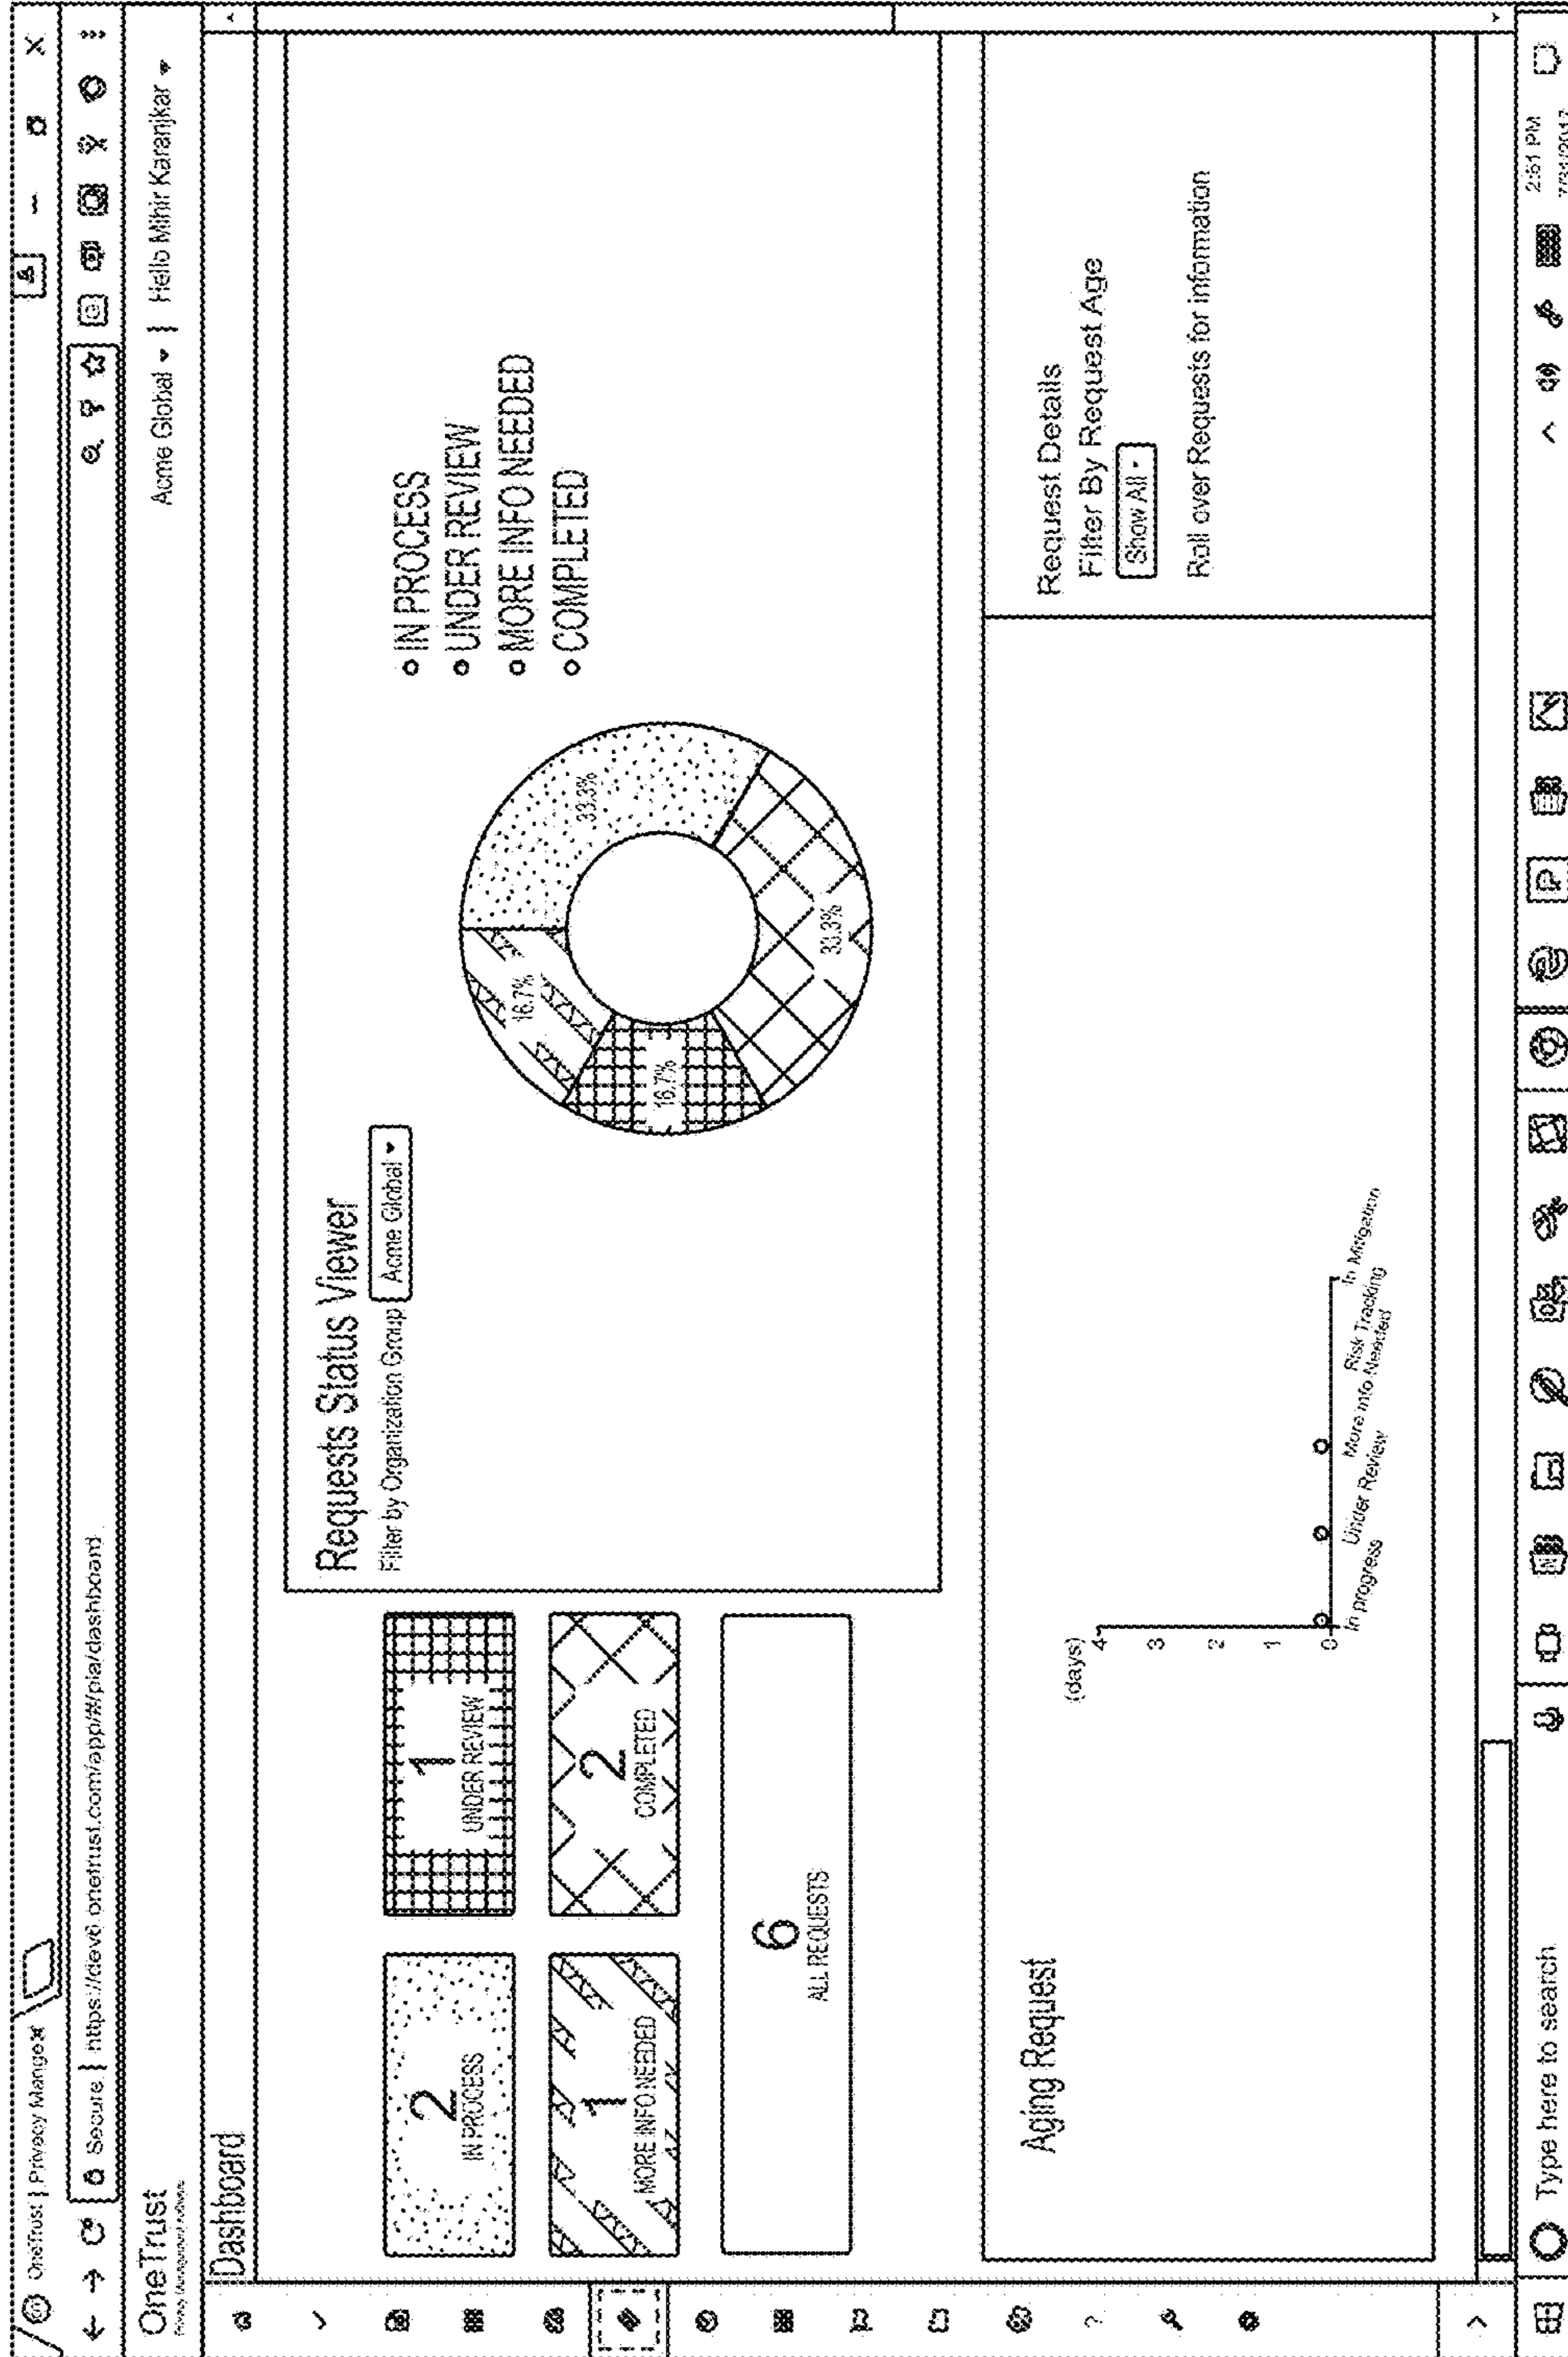 OneTrust | Privacy Manage x
Secure | https://dev6.onetrust.com/app/#/pia/dashboard
OneTrust
Privacy Management Software
Acme Global
Hello Mihir Karanjkar
Dashboard
2
IN PROCESS
1
UNDER REVIEW
1
MORE INFO NEEDED
2
COMPLETED
6
ALL REQUESTS
Requests Status Viewer
Filter by Organization Group
Acme Global
16.7%
33.3%
16.7%
33.3%
IN PROCESS
UNDER REVIEW
MORE INFO NEEDED
COMPLETED
Aging Request
(days)
4
3
2
1
0
In progress
Under Review
More info Needed
Risk Tracking
In Mitigation
Request Details
Filter By Request Age
Show All
Roll over Requests for information
Type here to search
2:51 PM